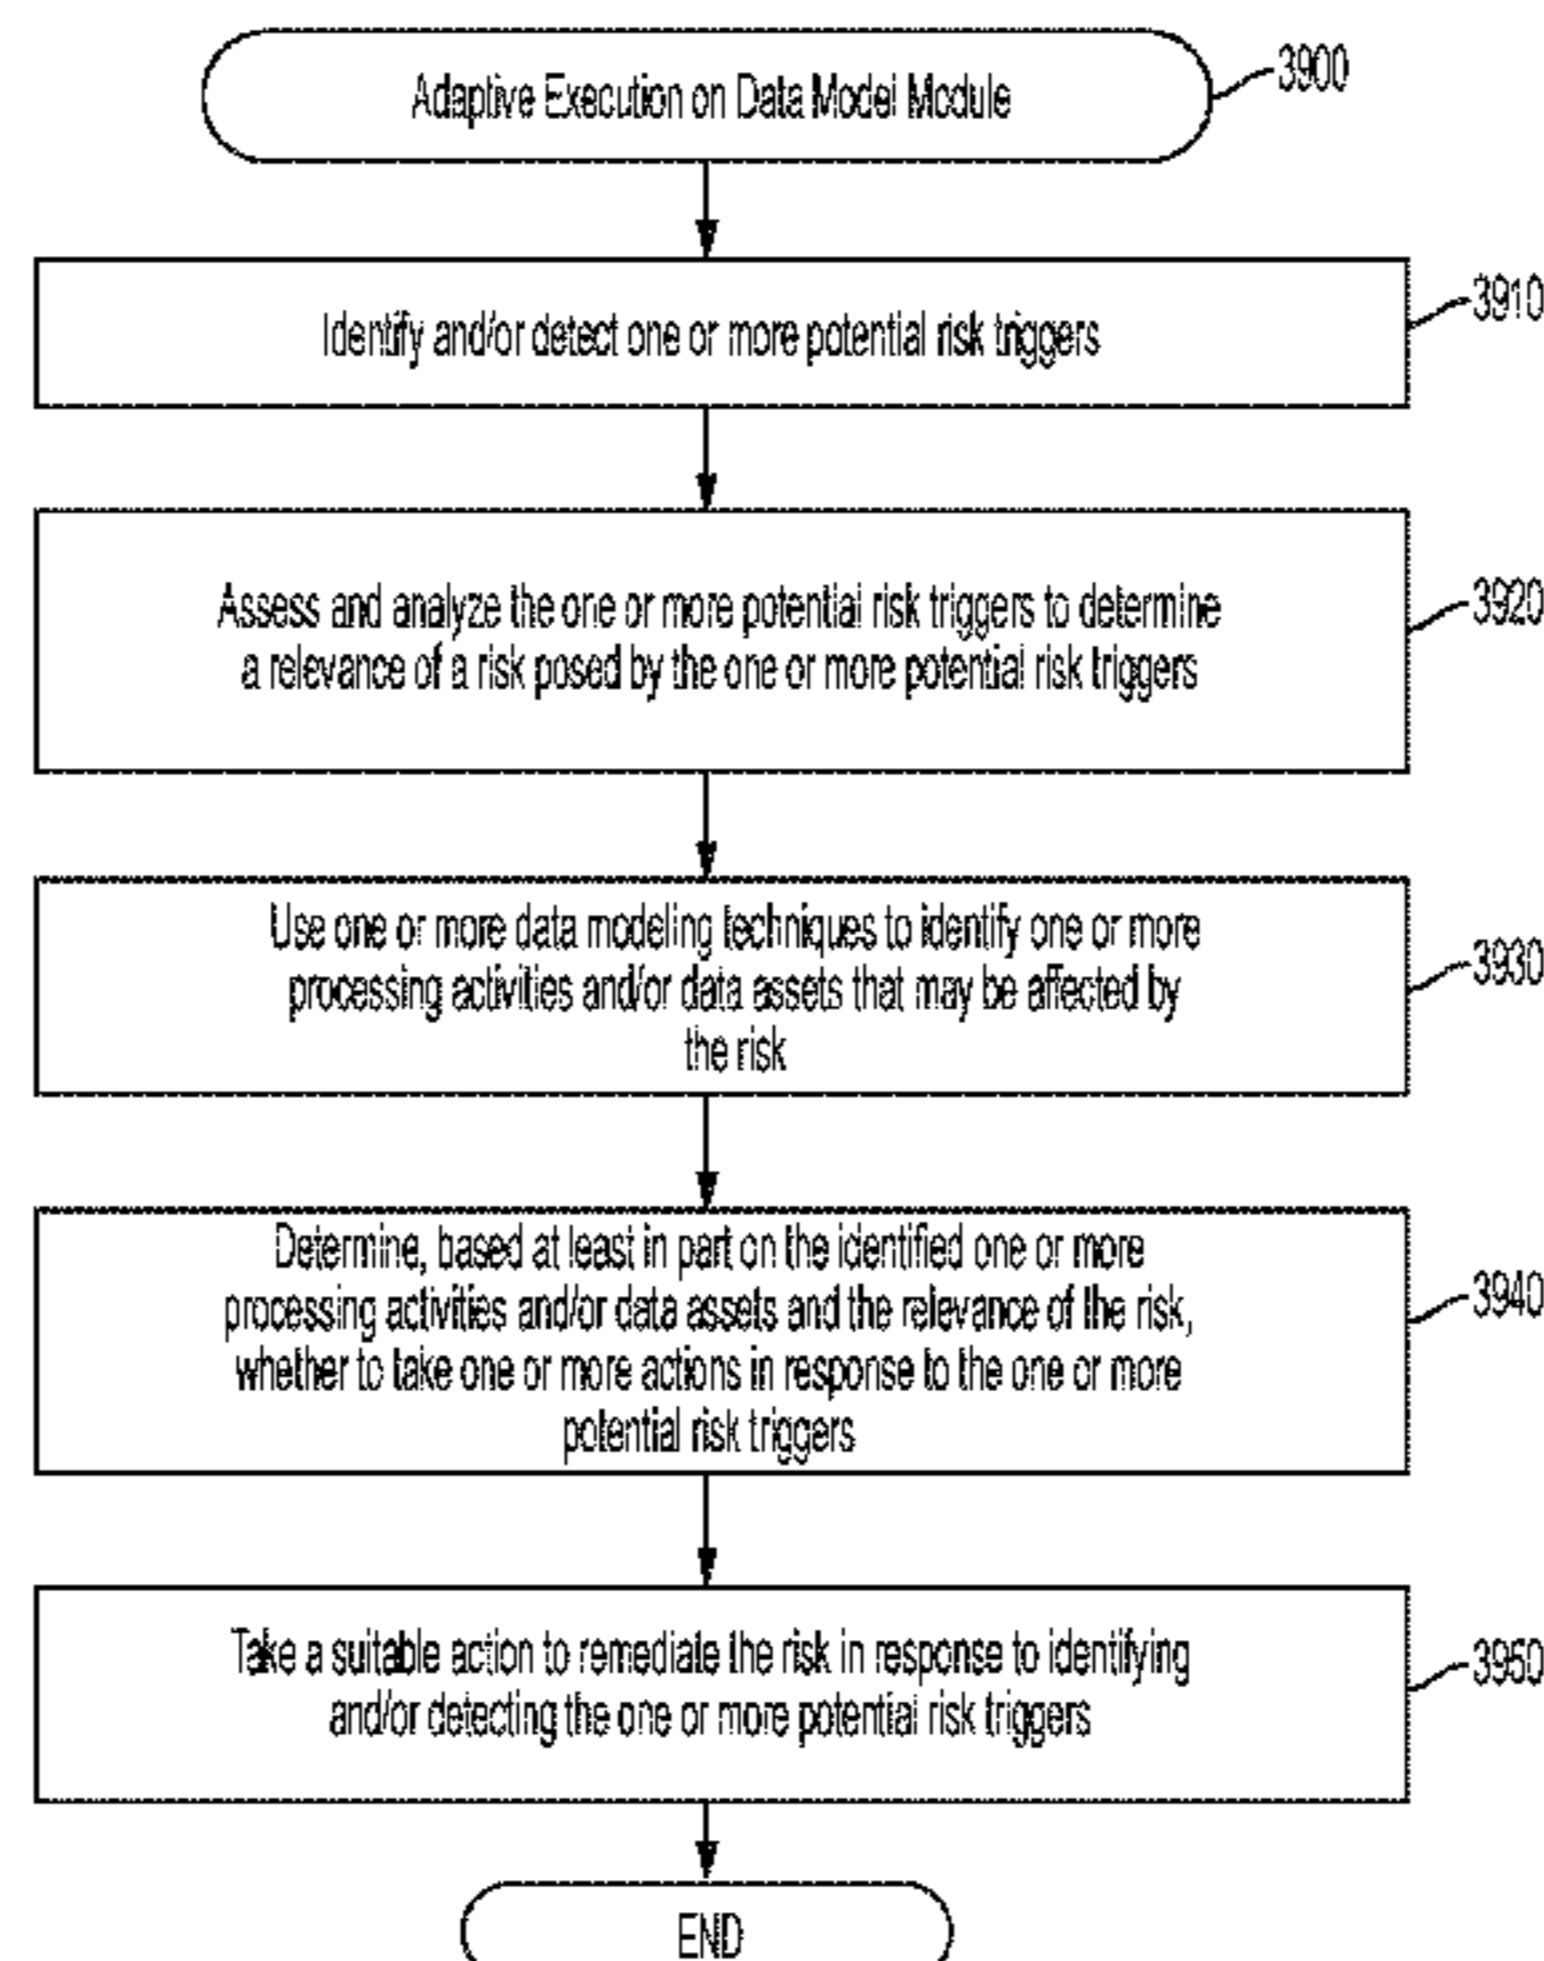 Adaptive Execution on Data Model Module
3900
Identify and/or detect one or more potential risk triggers
3910
Assess and analyze the one or more potential risk triggers to determine
a relevance of a risk posed by the one or more potential risk triggers
3920
Use one or more data modeling techniques to identify one or more
processing activities and/or data assets that may be affected by
the risk
3930
Determine, based at least in part on the identified one or more
processing activities and/or data assets and the relevance of the risk,
whether to take one or more actions in response to the one or more
potential risk triggers
3940
Take a suitable action to remediate the risk in response to identifying
and/or detecting the one or more potential risk triggers
3950
END